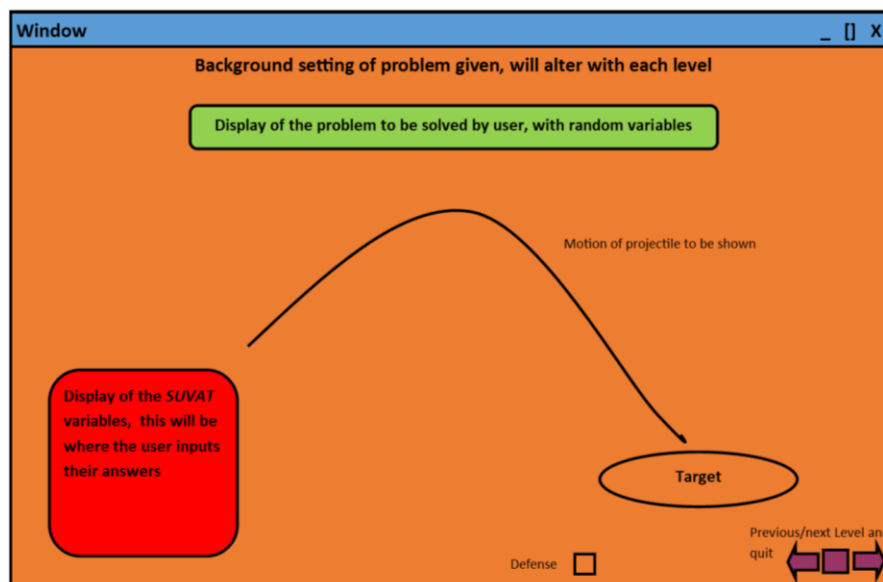 Window _ [] X
Background setting of problem given, will alter with each level
Display of the problem to be solved by user, with random variables
Motion of projectile to be shown
Display of the SUVAT
variables, this will be
where the user inputs
their answers
Target
Previous/next Level and
quit
Defense